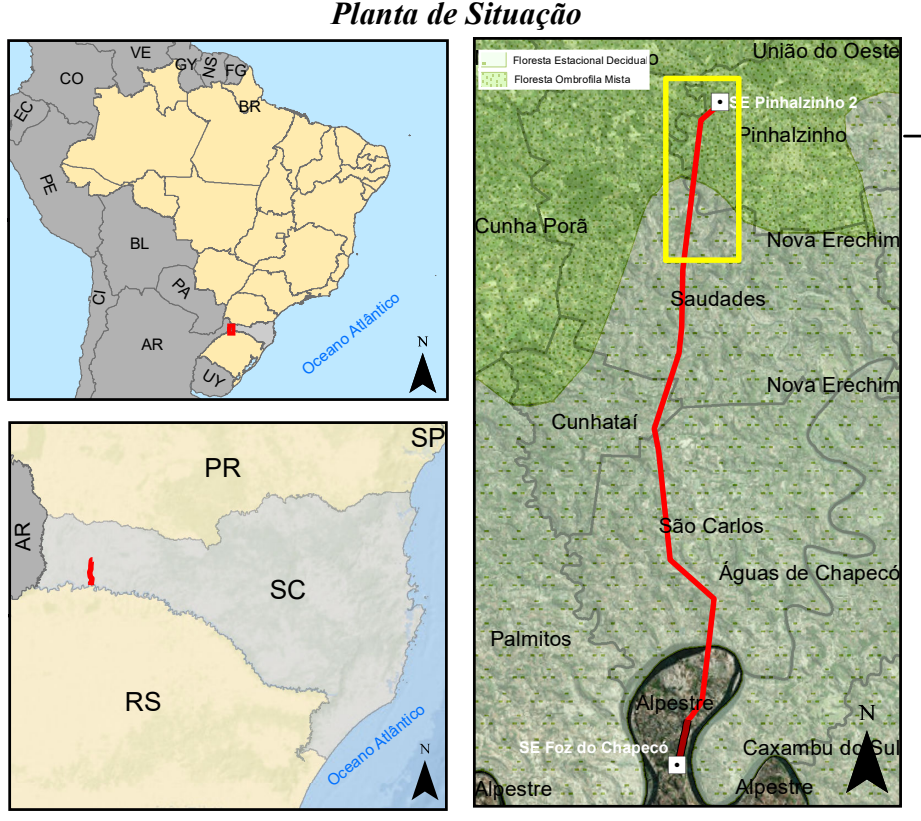 Planta de Situação
VE
GY
NS
FG
CO
BR
EC
PE
BL
PA
CI
AR
UY
Oceano Atlântico
N
SP
PR
AR
SC
RS
Oceano Atlântico
N
Floresta Estacional Decidual
Floresta Ombrofila Mista
União do Oeste
SE Pinhalzinho 2
Pinhalzinho
Cunha Porã
Nova Erechim
Saudades
Nova Erechim
Cunhataí
São Carlos
Águas de Chapecó
Palmitos
Alpestre
N
SE Foz do Chapecó
Caxambu do Sul
Alpestre
Alpestre